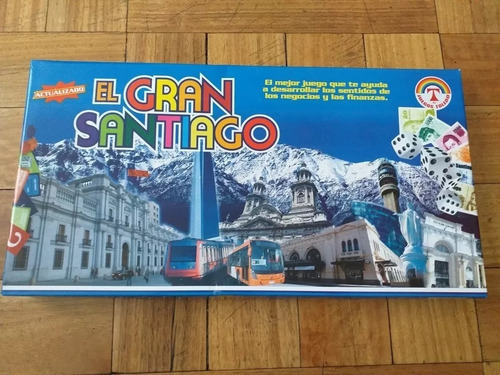 ACTUALIZADO
EL GRAN
SANTIAGO
El mejor juego que te ayuda
a desarrollar los sentidos de
los negocios y las finanzas.